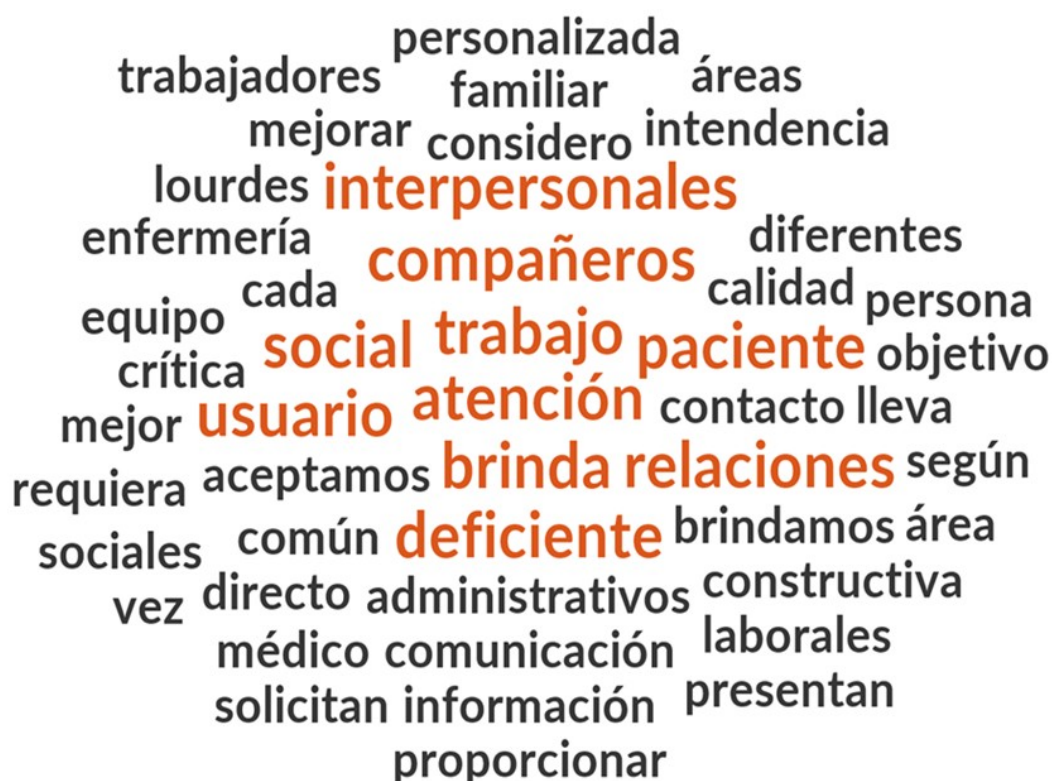 personalizada
trabajadores familiar áreas
mejorar considero intendencia
lourdes interpersonales
enfermería compañeros diferentes
cada calidad persona
equipo social trabajo paciente objetivo
crítica
mejor usuario atención contacto lleva
requiera aceptamos brinda relaciones según
sociales común deficiente brindamos área
vez directo administrativos constructiva
médico comunicación laborales
solicitan información presentan
proporcionar